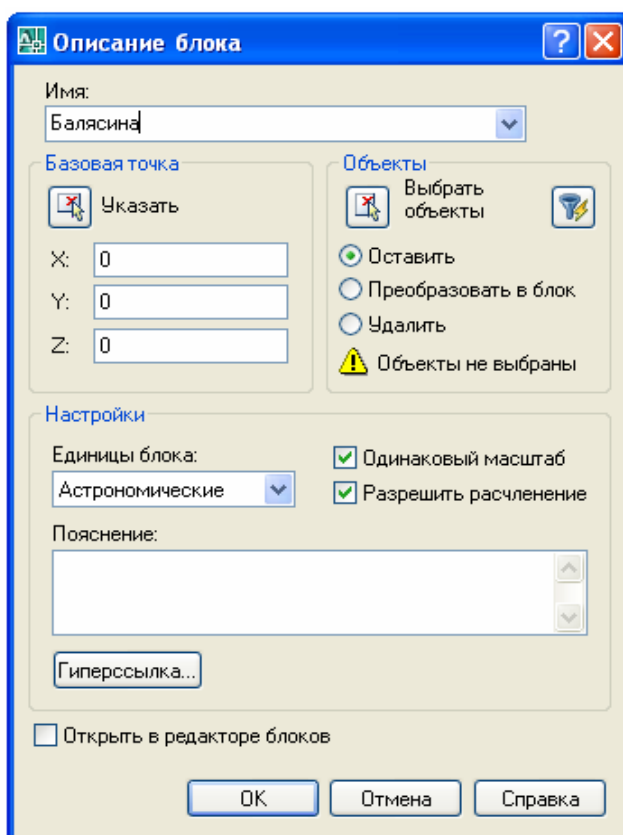 Описание блока
Имя:
Балясина
Базовая точка
Указать
X: 0
Y: 0
Z: 0
Объекты
Выбрать
объекты
Оставить
Преобразовать в блок
Удалить
Объекты не выбраны
Настройки
Единицы блока:
Астрономические
Одинаковый масштаб
Разрешить расчленение
Пояснение:
Гиперссылка...
Открыть в редакторе блоков
OK Отмена Справка